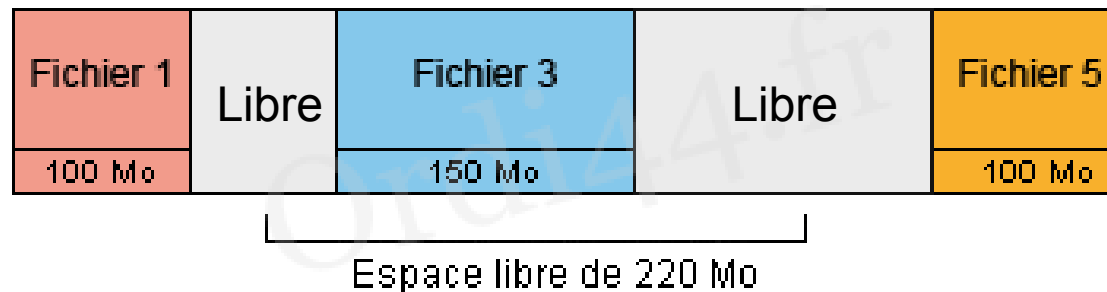 Fichier 1
Libre
Fichier 3
Libre
Fichier 5
100 Mo
150 Mo
100 Mo
Espace libre de 220 Mo
Ordi44.fr